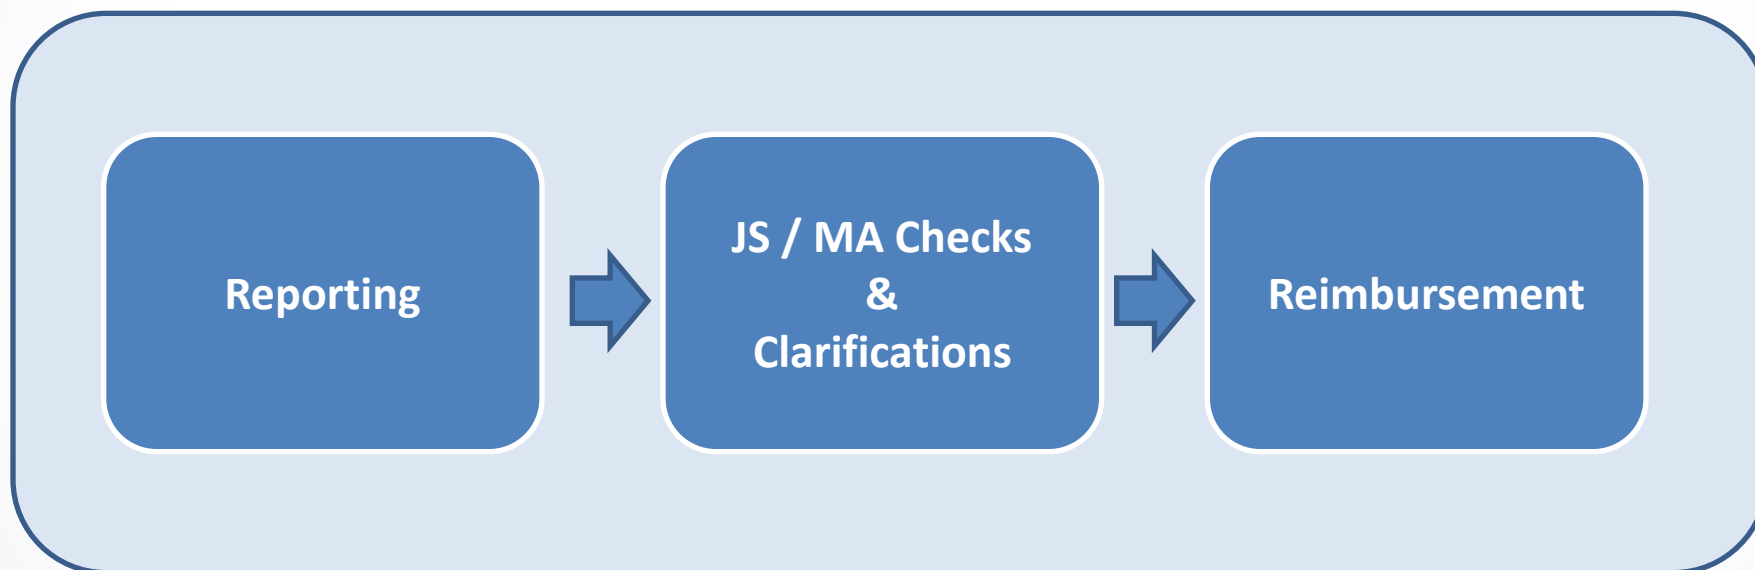 Reporting
JS / MA Checks
&
Clarifications
Reimbursement